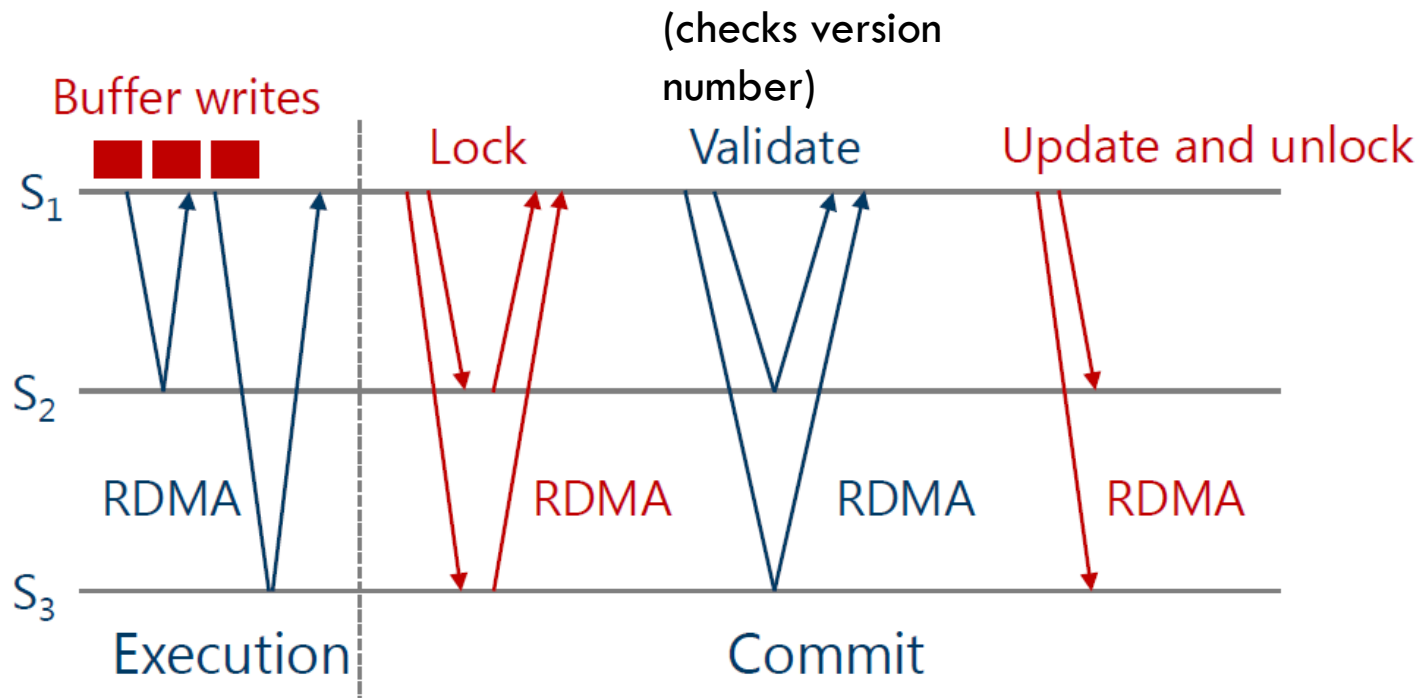 (checks version
number)
Buffer writes
Lock
Validate
Update and unlock
S₁
S₂
RDMA
RDMA
RDMA
RDMA
S₃
Execution
Commit